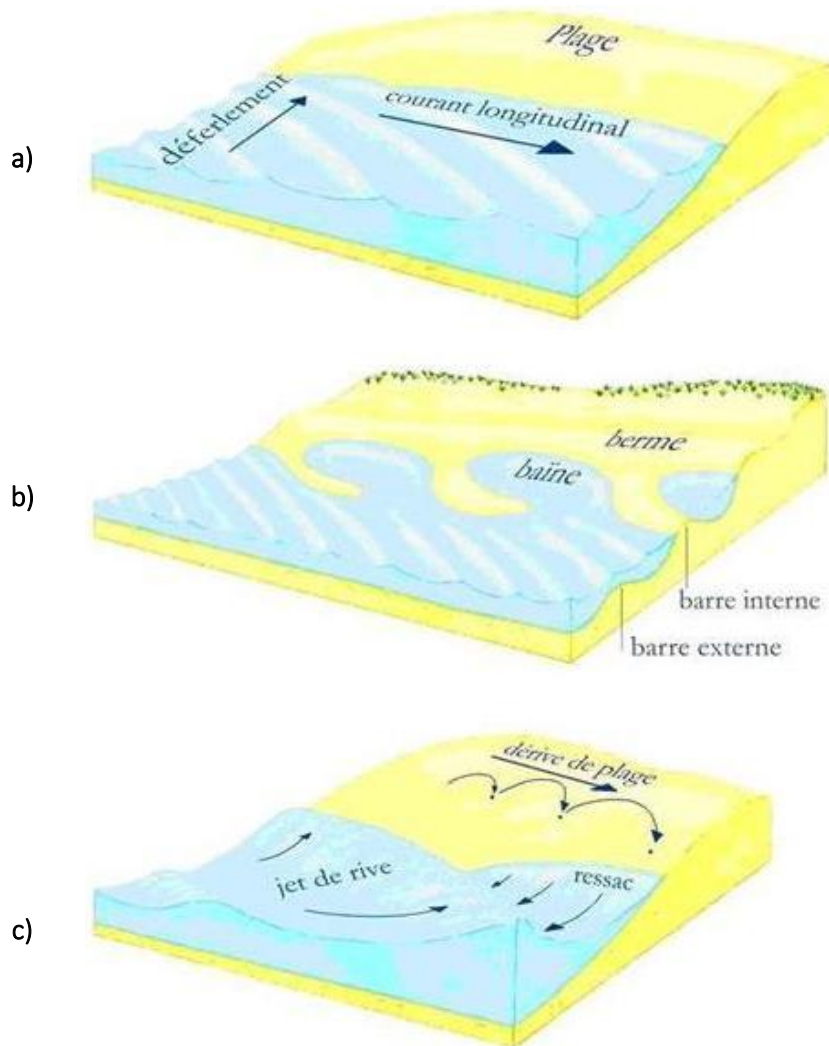 a)
Plage
déferlement
courant longitudinal
b)
berme
baïne
barre interne
barre externe
c)
dérive de plage
jet de rive
ressac